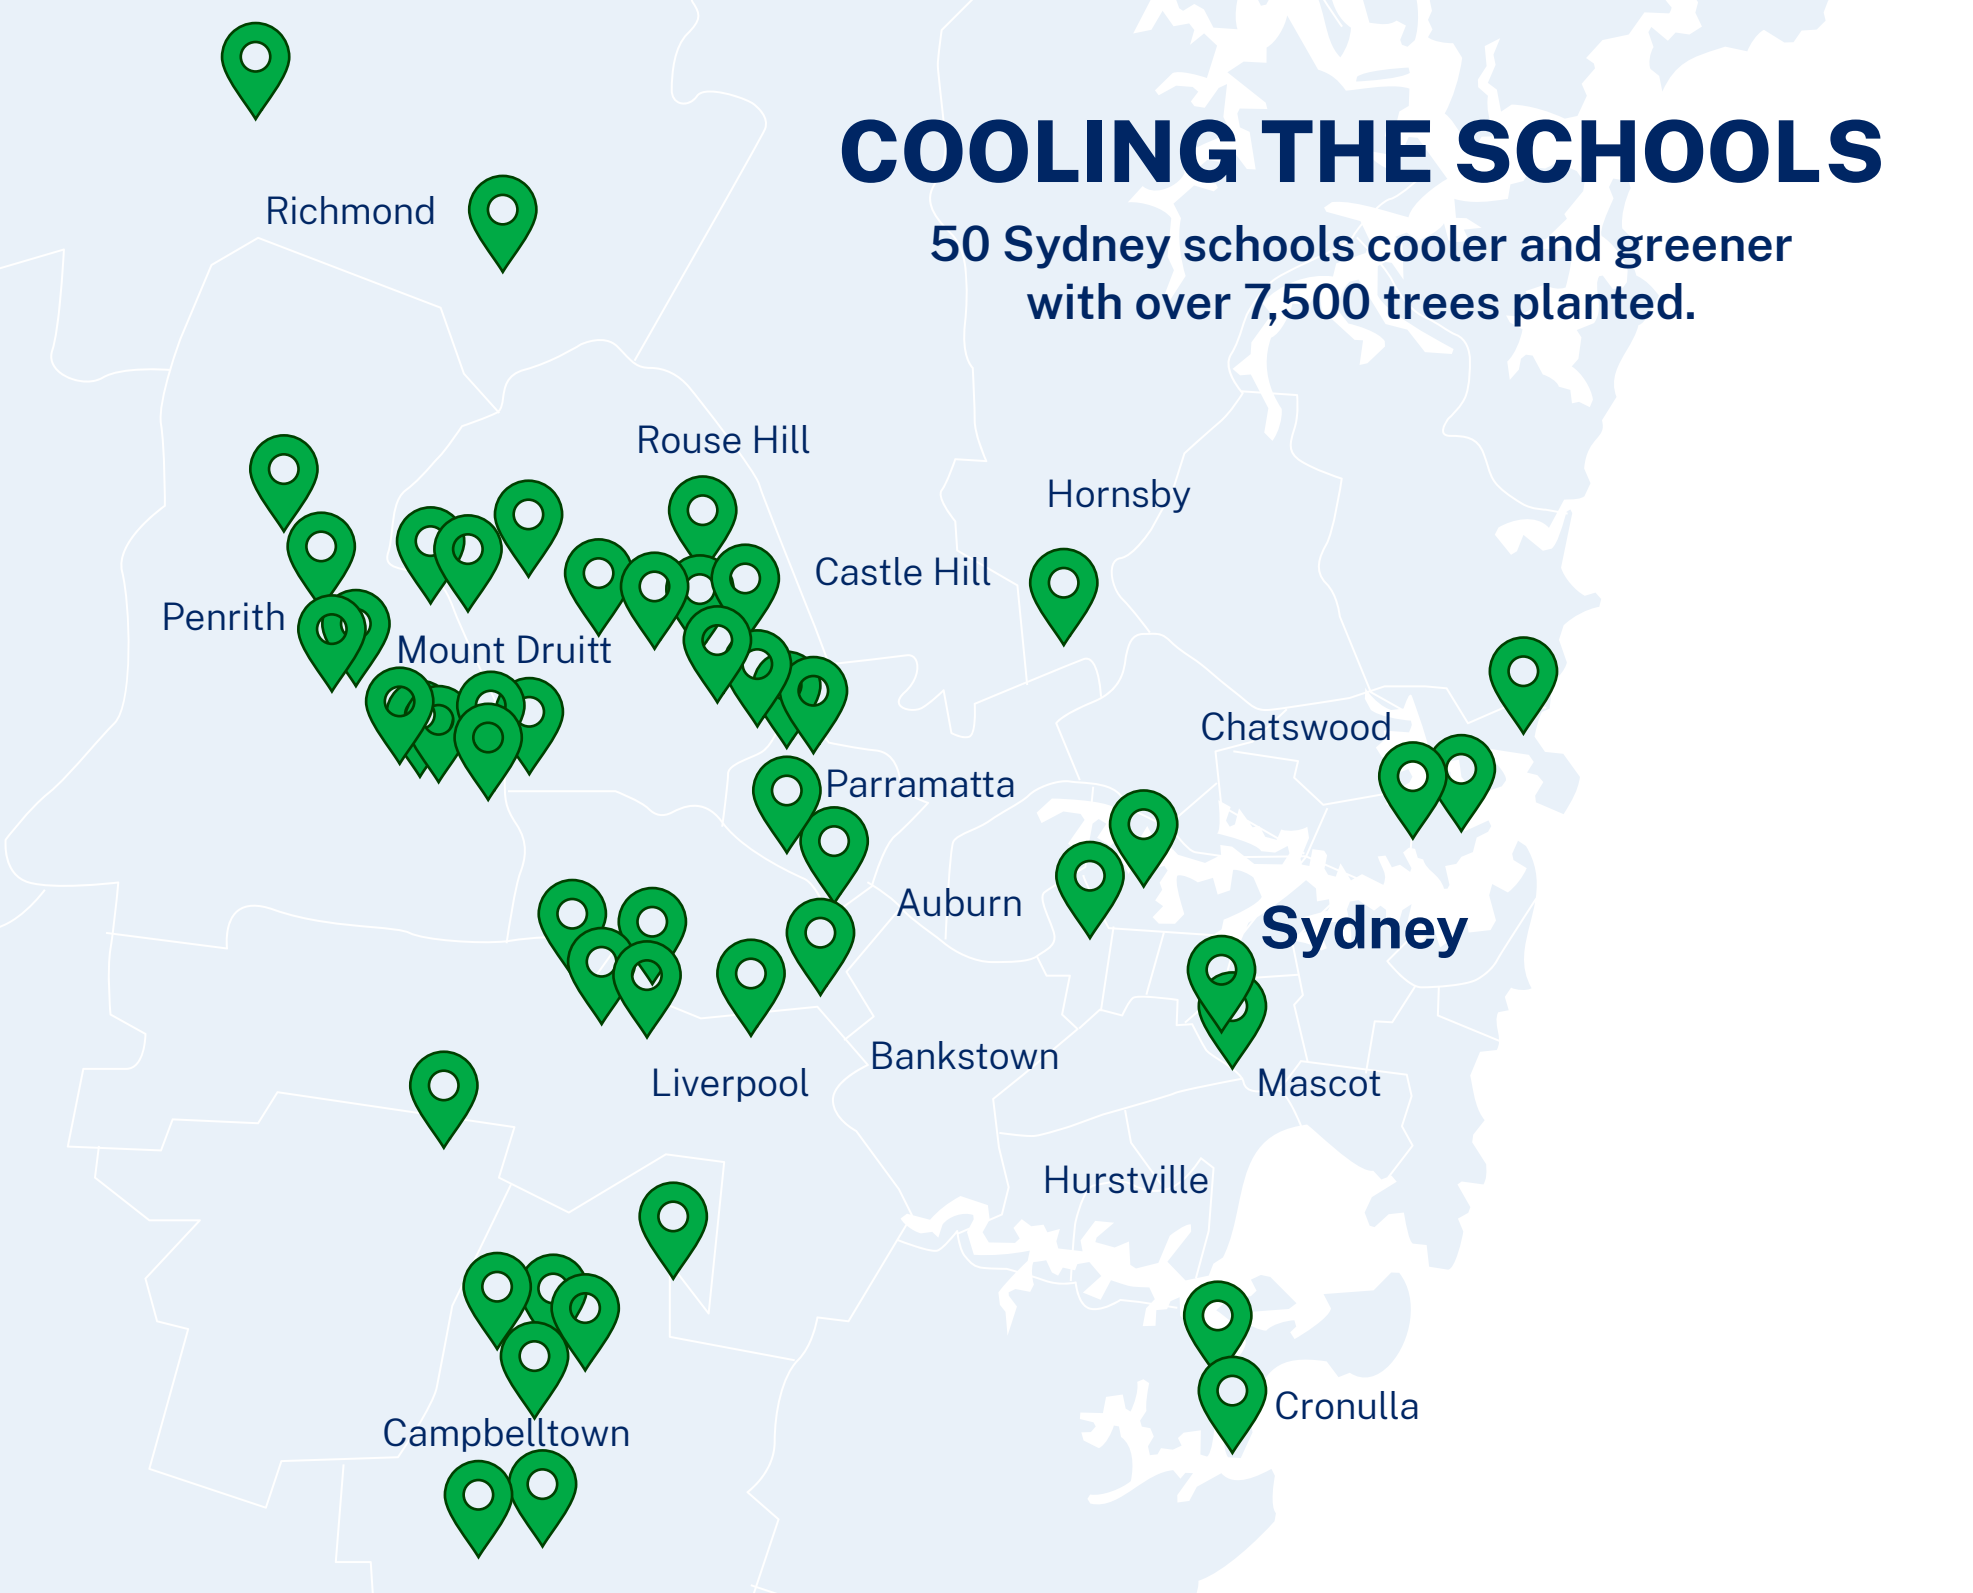 COOLING THE SCHOOLS
50 Sydney schools cooler and greener
with over 7,500 trees planted.
Richmond
Rouse Hill
Hornsby
Castle Hill
Penrith
Mount Druitt
Chatswood
Parramatta
Auburn
Sydney
Bankstown
Liverpool
Mascot
Hurstville
Cronulla
Campbelltown